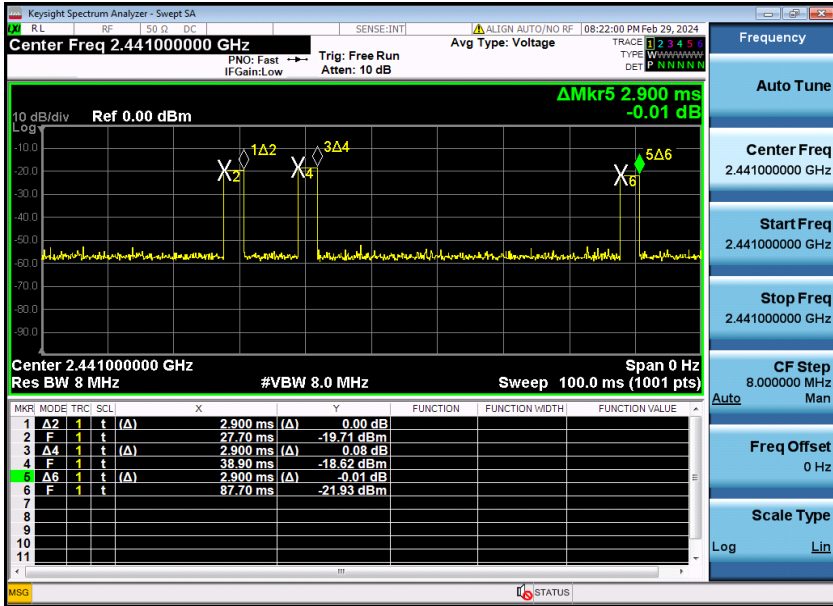 Keysight Spectrum Analyzer - Swept SA
LXI RL RF 50 Ω DC SENSE:INT ALIGN AUTO/NO RF 08:22:00 PM Feb 29, 2024
Center Freq 2.441000000 GHz
PNO: Fast
IFGain:Low
Trig: Free Run
Atten: 10 dB
Avg Type: Voltage
TRACE 1 2 3 4 5 6
TYPE WWWWWW
DET P N N N N N
ΔMkr5 2.900 ms
-0.01 dB
10 dB/div Ref 0.00 dBm
Log
-10.0
-20.0
-30.0
-40.0
-50.0
-60.0
-70.0
-80.0
-90.0
1Δ2
3Δ4
5Δ6
X2
X4
X6
Center 2.441000000 GHz Span 0 Hz
Res BW 8 MHz #VBW 8.0 MHz Sweep 100.0 ms (1001 pts)
MKR MODE TRC SCL X Y FUNCTION FUNCTION WIDTH FUNCTION VALUE
1 Δ2 1 t (Δ) 2.900 ms (Δ) 0.00 dB
2 F 1 t 27.70 ms -19.71 dBm
3 Δ4 1 t (Δ) 2.900 ms (Δ) 0.08 dB
4 F 1 t 38.90 ms -18.62 dBm
5 Δ6 1 t (Δ) 2.900 ms (Δ) -0.01 dB
6 F 1 t 87.70 ms -21.93 dBm
7
8
9
10
11
MSG STATUS
Frequency
Auto Tune
Center Freq
2.441000000 GHz
Start Freq
2.441000000 GHz
Stop Freq
2.441000000 GHz
CF Step
8.000000 MHz
Auto Man
Freq Offset
0 Hz
Scale Type
Log Lin